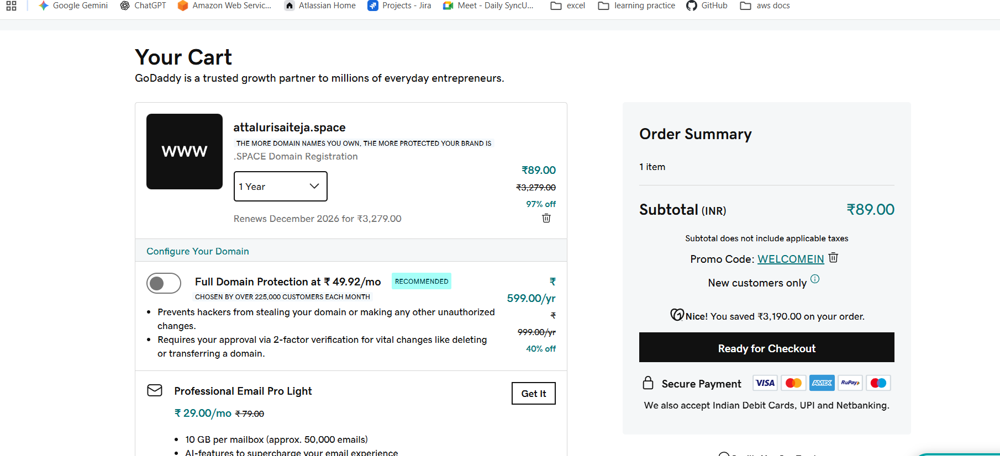 Google Gemini
ChatGPT
Amazon Web Servic...
Atlassian Home
Projects - Jira
Meet - Daily SyncU...
excel
learning practice
GitHub
aws docs
Your Cart
GoDaddy is a trusted growth partner to millions of everyday entrepreneurs.
www
attalurisaiteja.space
THE MORE DOMAIN NAMES YOU OWN, THE MORE PROTECTED YOUR BRAND IS
.SPACE Domain Registration
1 Year
Renews December 2026 for ₹3,279.00
₹89.00
₹3,279.00
97% off
Configure Your Domain
Full Domain Protection at ₹ 49.92/mo
RECOMMENDED
CHOSEN BY OVER 225,000 CUSTOMERS EACH MONTH
• Prevents hackers from stealing your domain or making any other unauthorized
changes.
• Requires your approval via 2-factor verification for vital changes like deleting
or transferring a domain.
₹
599.00/yr
₹
999.00/yr
40% off
Professional Email Pro Light
₹ 29.00/mo ₹ 79.00
Get It
• 10 GB per mailbox (approx. 50,000 emails)
• AI-features to supercharge your email experience
Order Summary
1 item
Subtotal (INR)
₹89.00
Subtotal does not include applicable taxes
Promo Code: WELCOMEIN
New customers only
Nice! You saved ₹3,190.00 on your order.
Ready for Checkout
Secure Payment
VISA
AMEX
RuPay
We also accept Indian Debit Cards, UPI and Netbanking.